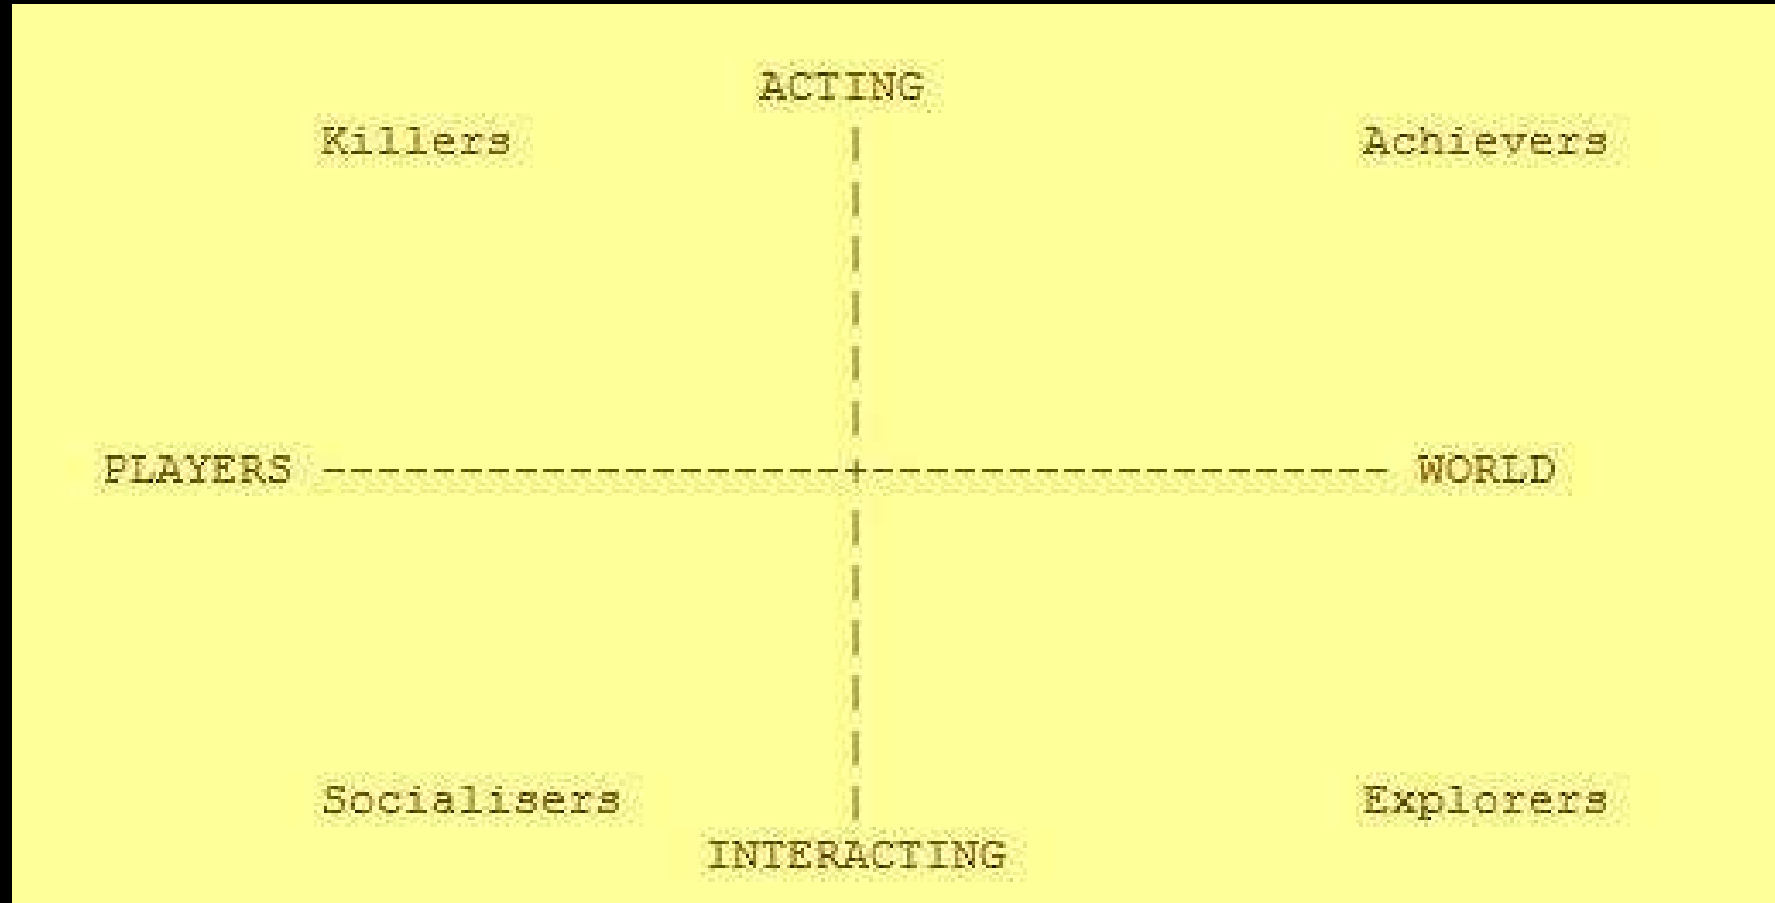 ACTING
Killers Achievers
PLAYERS WORLD
Socialisers Explorers
INTERACTING